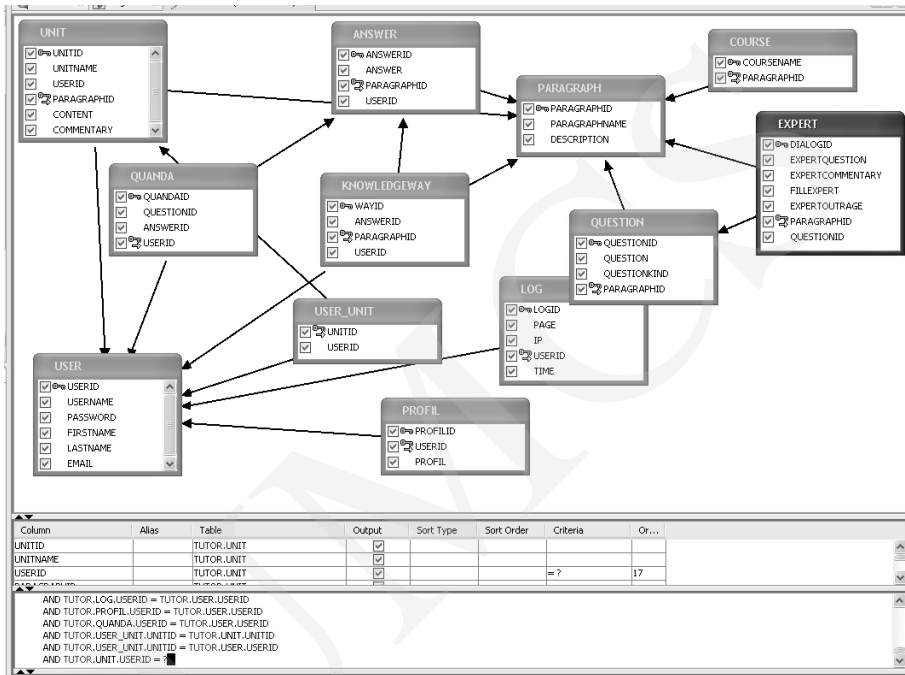 UNIT
UNITID
UNITNAME
USERID
PARAGRAPHID
CONTENT
COMMENTARY
ANSWER
ANSWERID
ANSWER
PARAGRAPHID
USERID
PARAGRAPH
PARAGRAPHID
PARAGRAPHNAME
DESCRIPTION
COURSE
COURSENAME
PARAGRAPHID
EXPERT
DIALOGID
EXPERTQUESTION
EXPERTCOMMENTARY
FILLEXPERT
EXPERTOUTRAGE
PARAGRAPHID
QUESTIONID
QUANDA
QUANDAID
QUESTIONID
ANSWERID
USERID
KNOWLEDGEWAY
WAYID
ANSWERID
PARAGRAPHID
USERID
QUESTION
QUESTIONID
QUESTION
QUESTIONKIND
PARAGRAPHID
LOG
LOGID
PAGE
IP
USERID
TIME
USER_UNIT
UNITID
USERID
USER
USERID
USERNAME
PASSWORD
FIRSTNAME
LASTNAME
EMAIL
PROFIL
PROFILID
USERID
PROFIL
Column Alias Table Output Sort Type Sort Order Criteria Or...
UNITID TUTOR.UNIT
UNITNAME TUTOR.UNIT
USERID TUTOR.UNIT = ? 17
AND TUTOR.LOG.USERID = TUTOR.USER.USERID
AND TUTOR.PROFIL.USERID = TUTOR.USER.USERID
AND TUTOR.QUANDA.USERID = TUTOR.USER.USERID
AND TUTOR.USER_UNIT.UNITID = TUTOR.UNIT.UNITID
AND TUTOR.USER_UNIT.UNITID = TUTOR.USER.USERID
AND TUTOR.UNIT.USERID = ?
UMCS